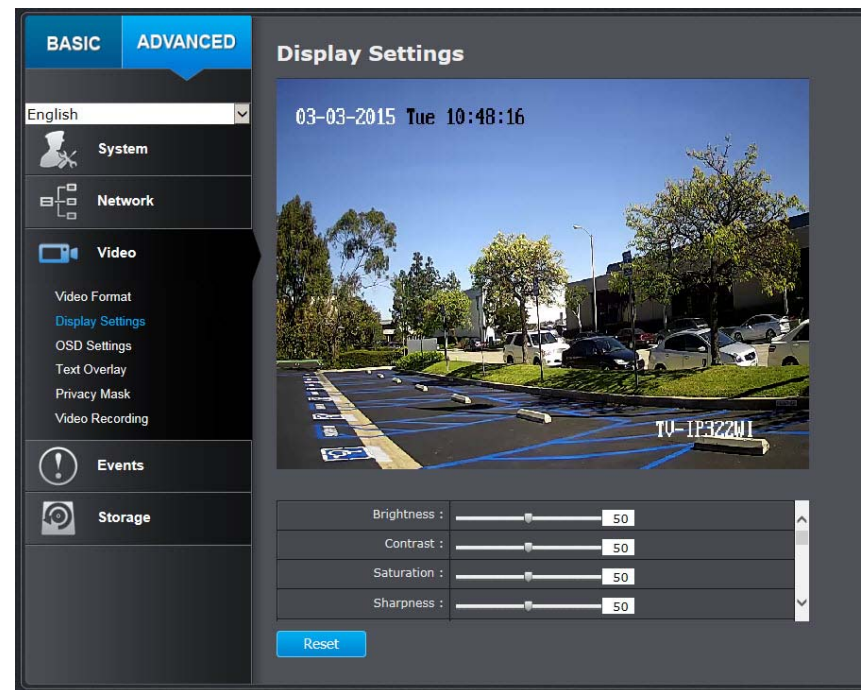 BASIC
ADVANCED
English
System
Network
Video
Video Format
Display Settings
OSD Settings
Text Overlay
Privacy Mask
Video Recording
Events
Storage
Display Settings
03-03-2015 Tue 10:48:16
TV-IP322WI
Brightness : 50
Contrast : 50
Saturation : 50
Sharpness : 50
Reset